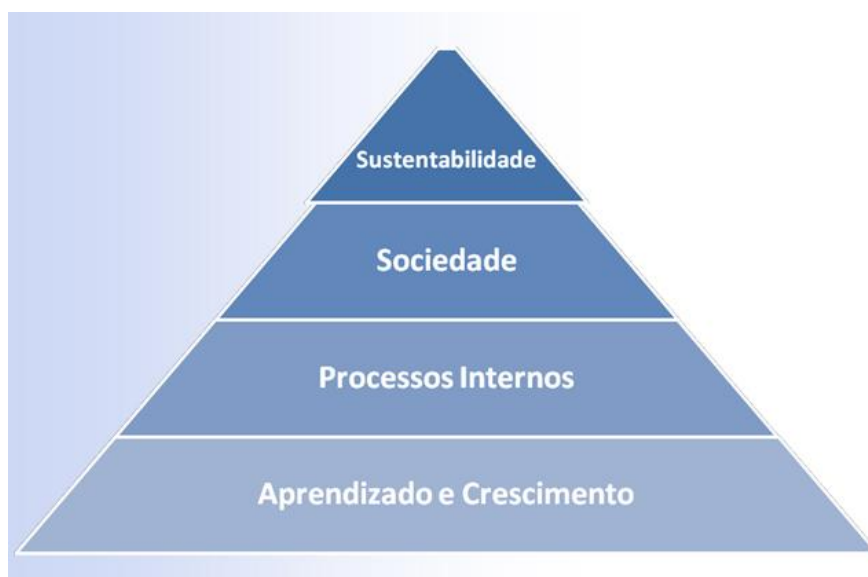 Sustentabilidade
Sociedade
Processos Internos
Aprendizado e Crescimento